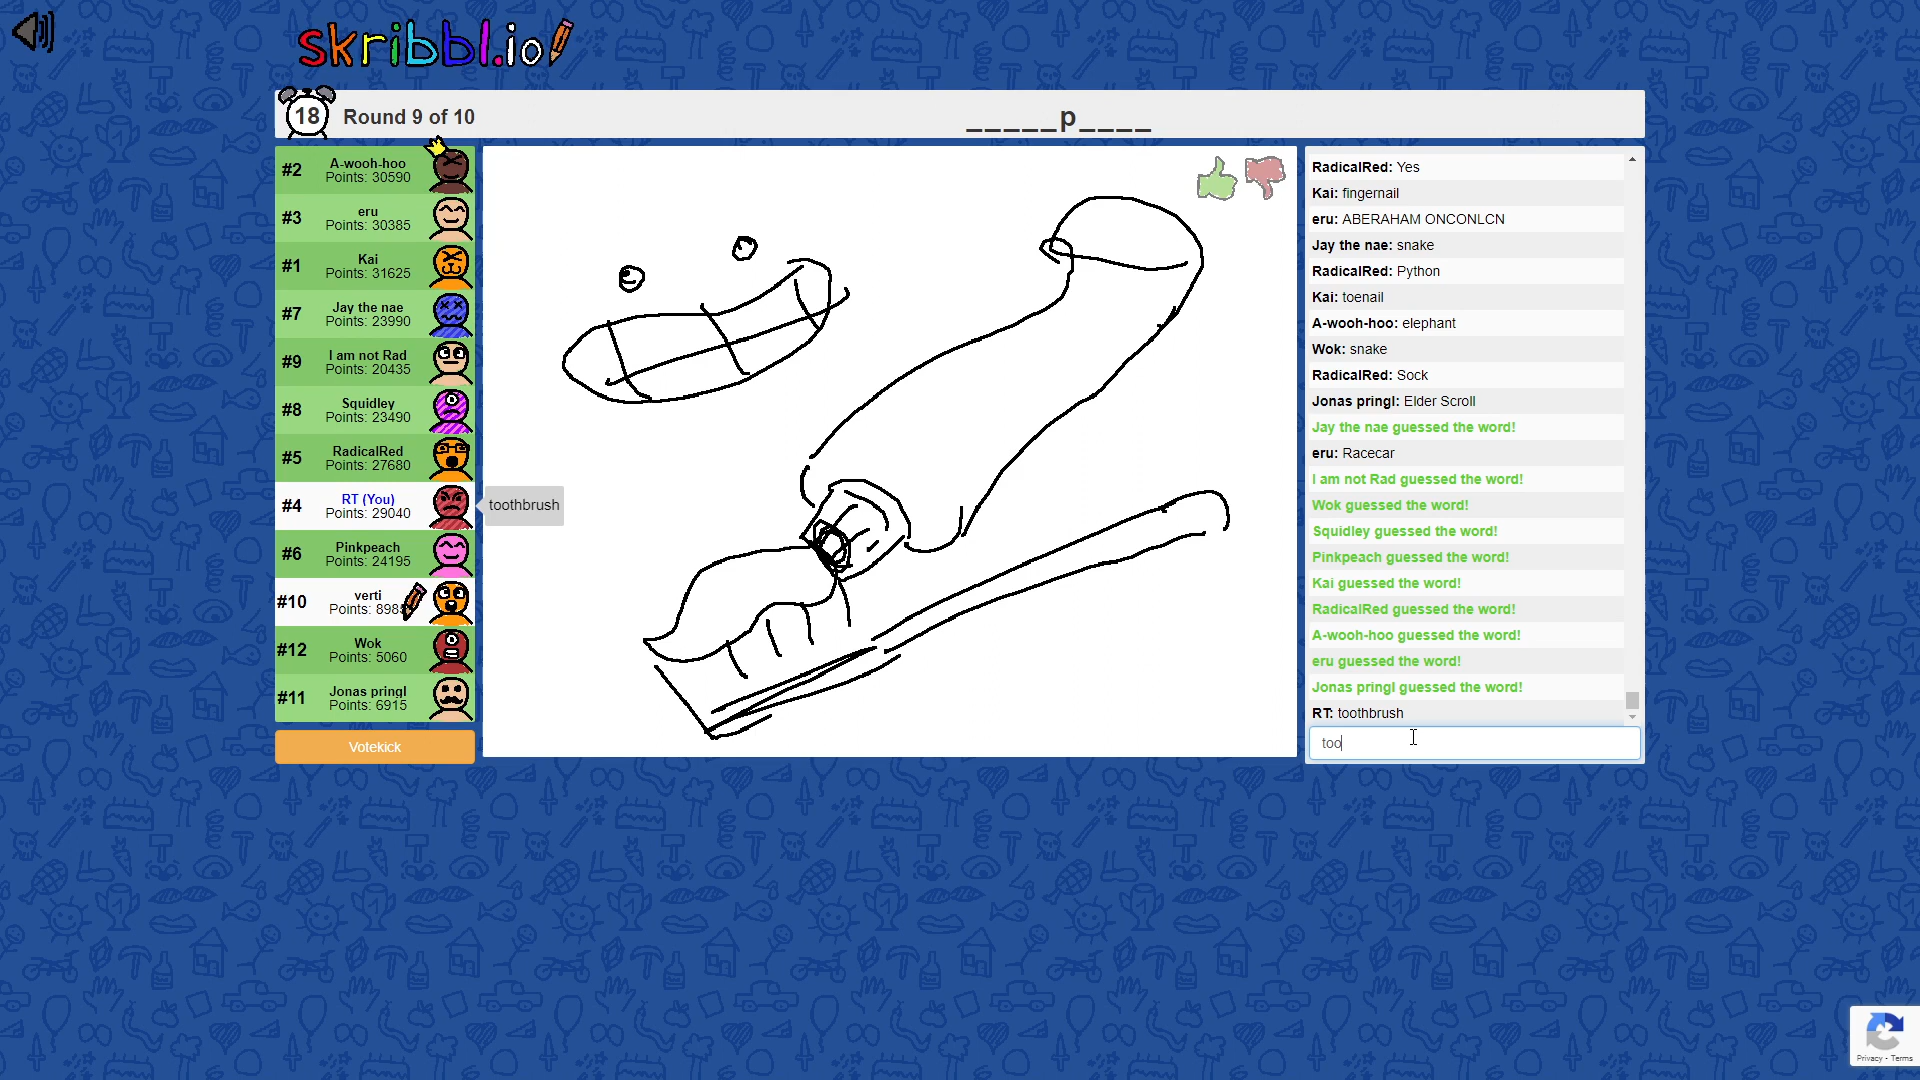 skribbl.io
18
Round 9 of 10
_____p____
#2
A-wooh-hoo
Points: 30590
#3
eru
Points: 30385
#1
Kai
Points: 31625
#7
Jay the nae
Points: 23990
#9
I am not Rad
Points: 20435
#8
Squidley
Points: 23490
#5
RadicalRed
Points: 27680
#4
RT (You)
Points: 29040
#6
Pinkpeach
Points: 24195
#10
verti
Points: 898
#12
Wok
Points: 5060
#11
Jonas pringl
Points: 6915
Votekick
toothbrush
RadicalRed: Yes
Kai: fingernail
eru: ABERAHAM ONCONLCN
Jay the nae: snake
RadicalRed: Python
Kai: toenail
A-wooh-hoo: elephant
Wok: snake
RadicalRed: Sock
Jonas pringl: Elder Scroll
Jay the nae guessed the word!
eru: Racecar
I am not Rad guessed the word!
Wok guessed the word!
Squidley guessed the word!
Pinkpeach guessed the word!
Kai guessed the word!
RadicalRed guessed the word!
A-wooh-hoo guessed the word!
eru guessed the word!
Jonas pringl guessed the word!
RT: toothbrush
too
Privacy - Terms